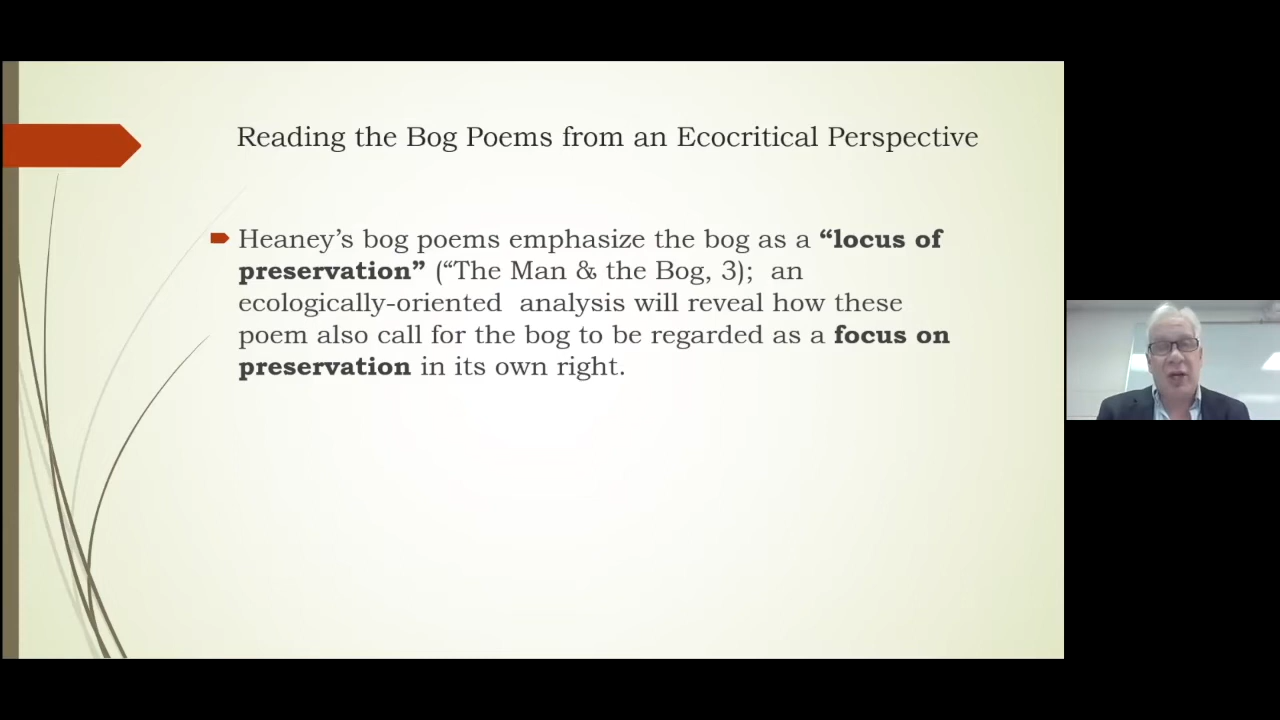 Reading the Bog Poems from an Ecocritical Perspective
Heaney’s bog poems emphasize the bog as a “locus of
preservation” (“The Man & the Bog, 3);  an
ecologically-oriented  analysis will reveal how these
poem also call for the bog to be regarded as a focus on
preservation in its own right.